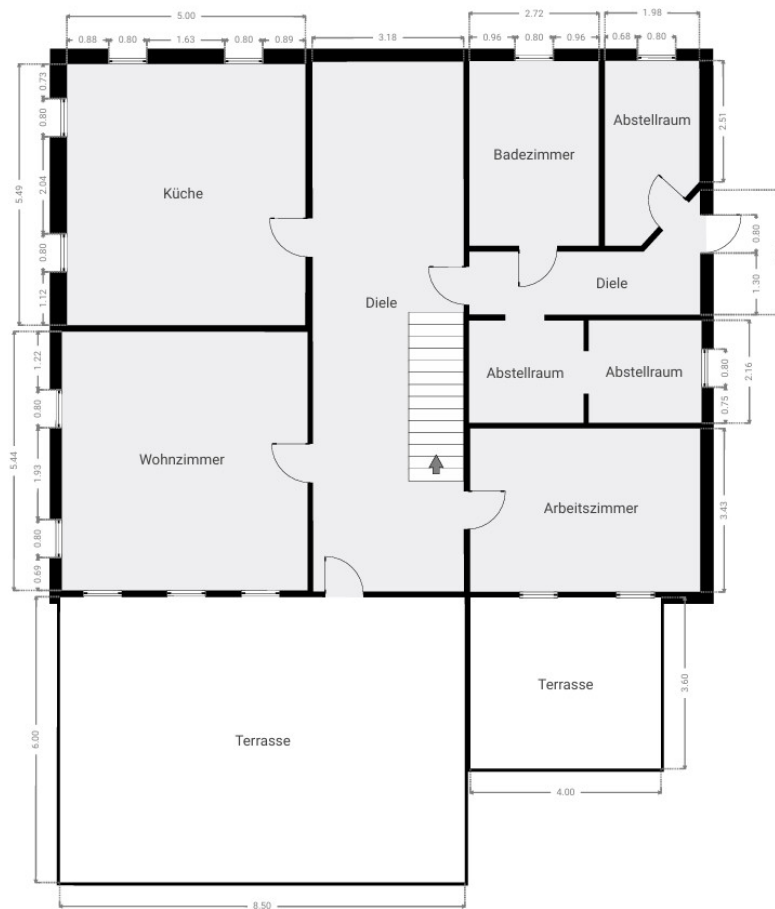 5.00
0.88 0.80 1.63 0.80 0.89
3.18
2.72
0.96 0.80 0.96
1.98
0.68 0.80
0.73
0.80
2.04
0.80
1.12
5.49
Küche
Diele
Badezimmer
Abstellraum
2.51
0.80
1.30
Diele
Abstellraum
Abstellraum
0.80
0.75
2.16
1.22
0.80
1.93
0.80
0.69
5.44
Wohnzimmer
Arbeitszimmer
3.43
Terrasse
6.00
8.50
Terrasse
3.60
4.00